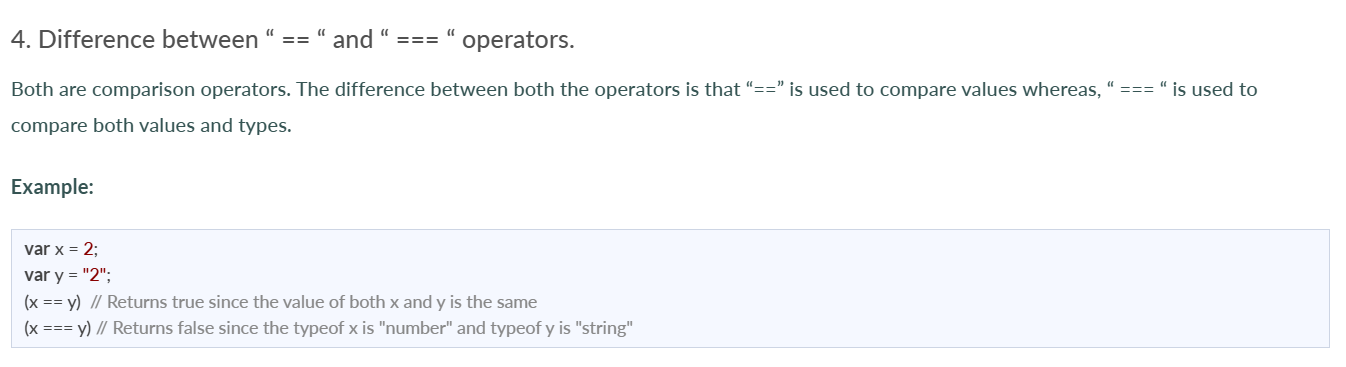 4. Difference between “ == “ and “ === “ operators.
Both are comparison operators. The difference between both the operators is that “==” is used to compare values whereas, “ === “ is used to
compare both values and types.
Example:
var x = 2;
var y = "2";
(x == y)  // Returns true since the value of both x and y is the same
(x === y) // Returns false since the typeof x is "number" and typeof y is "string"